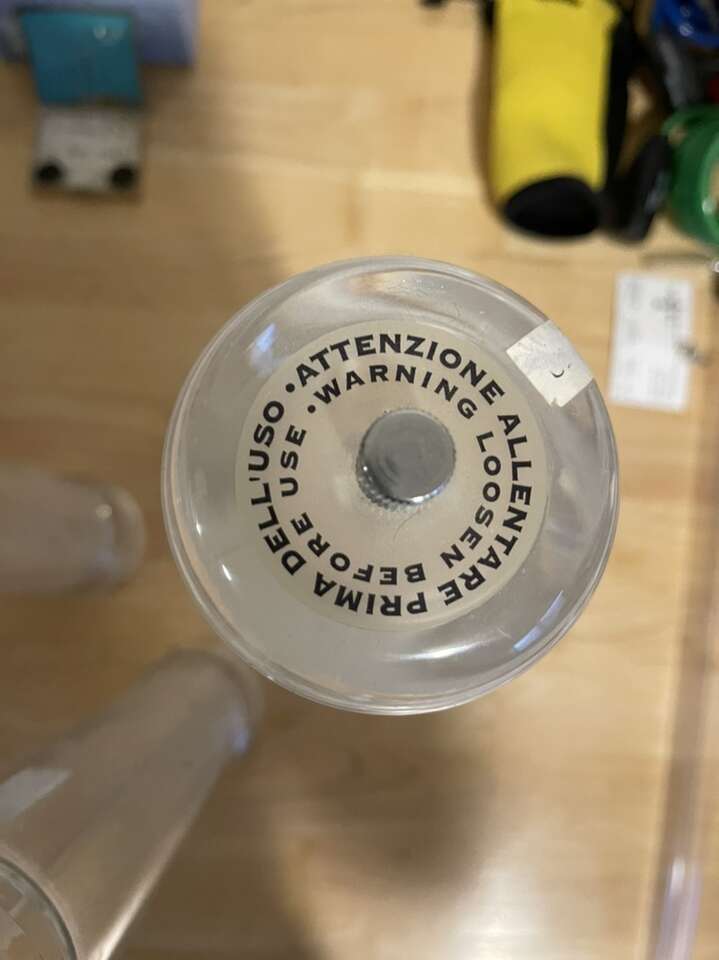 •ATTENZIONE ALLENTARE PRIMA DELL'USO
•WARNING LOOSEN BEFORE USE